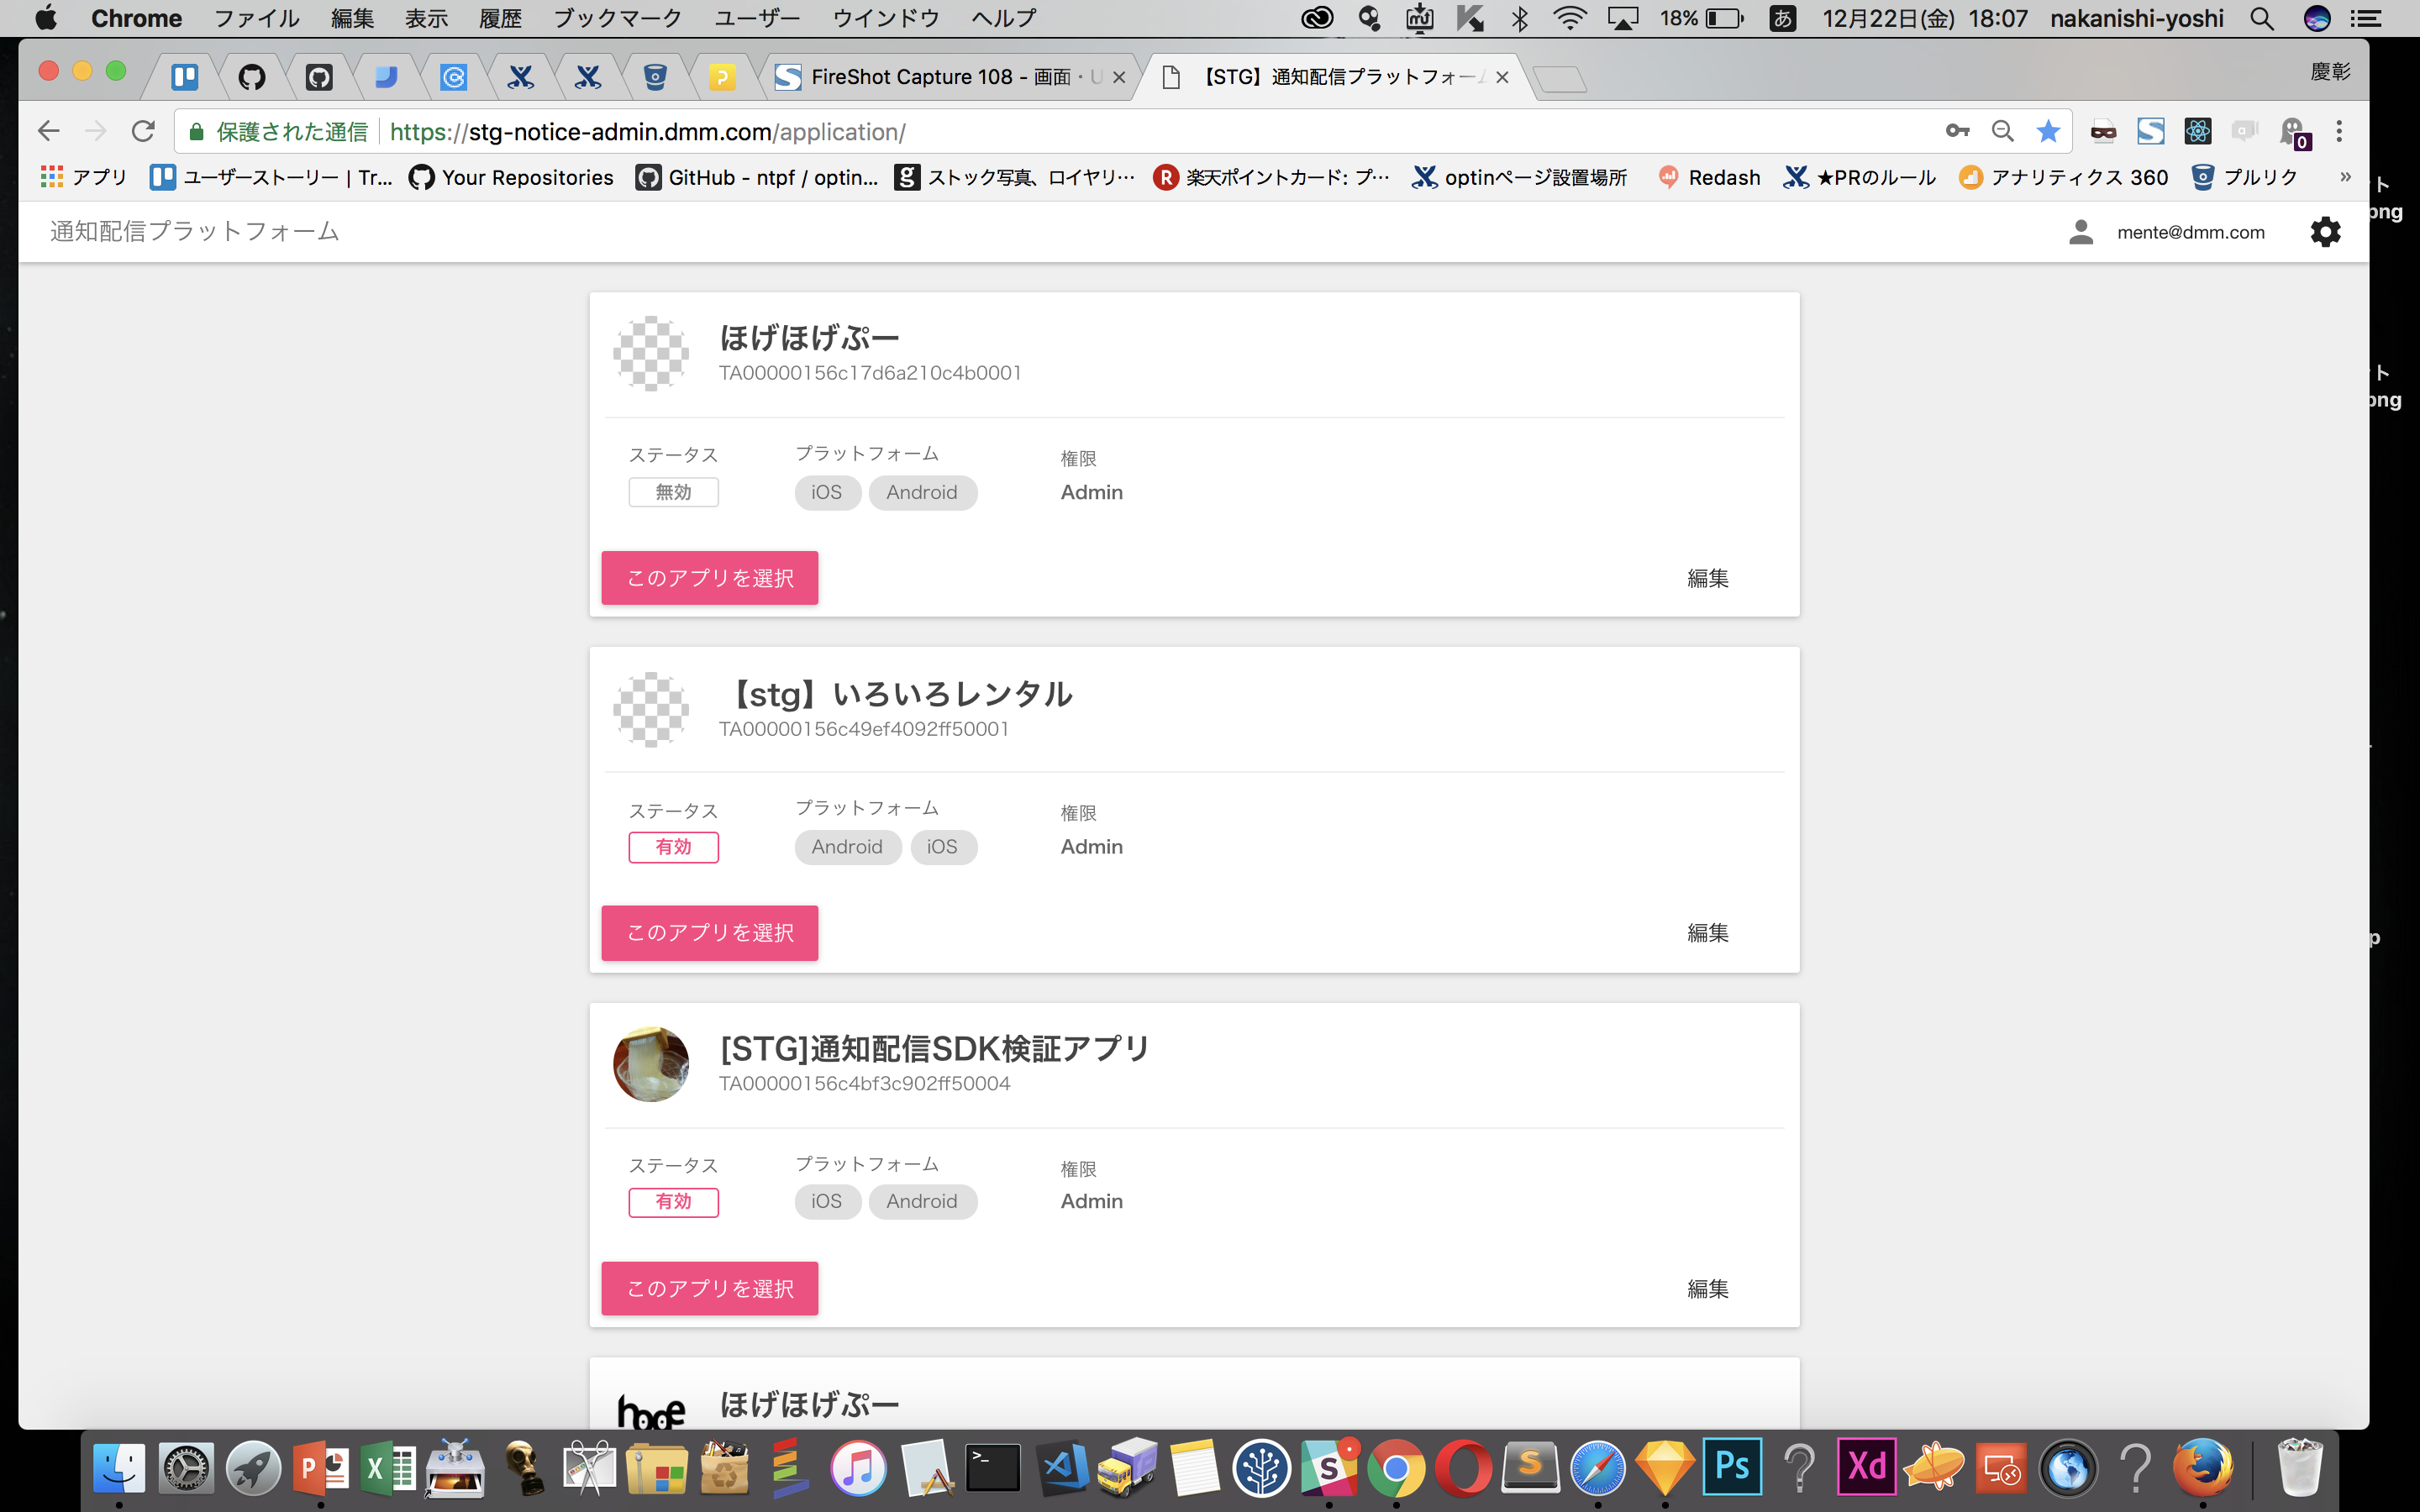 Chrome ファイル 編集 表示 履歴 ブックマーク ユーザー ウインドウ ヘルプ 18% あ 12月22日(金) 18:07 nakanishi-yoshi
FireShot Capture 108 - 画面・U 【STG】通知配信プラットフォーム 慶彰
保護された通信 https://stg-notice-admin.dmm.com/application/ 0
アプリ ユーザーストーリー | Tr... Your Repositories GitHub - ntpf / optin... ストック写真、ロイヤリ… 楽天ポイントカード: プ… optinページ設置場所 Redash ★PRのルール アナリティクス 360 プルリク »
ト
png
通知配信プラットフォーム mente@dmm.com
ほげほげぷー
TA00000156c17d6a210c4b0001
ト
png
ステータス プラットフォーム 権限
無効 iOS Android Admin
このアプリを選択 編集
【stg】いろいろレンタル
TA00000156c49ef4092ff50001
ステータス プラットフォーム 権限
有効 Android iOS Admin
このアプリを選択 編集
p
[STG]通知配信SDK検証アプリ
TA00000156c4bf3c902ff50004
ステータス プラットフォーム 権限
有効 iOS Android Admin
このアプリを選択 編集
hoge ほげほげぷー
Ps Xd